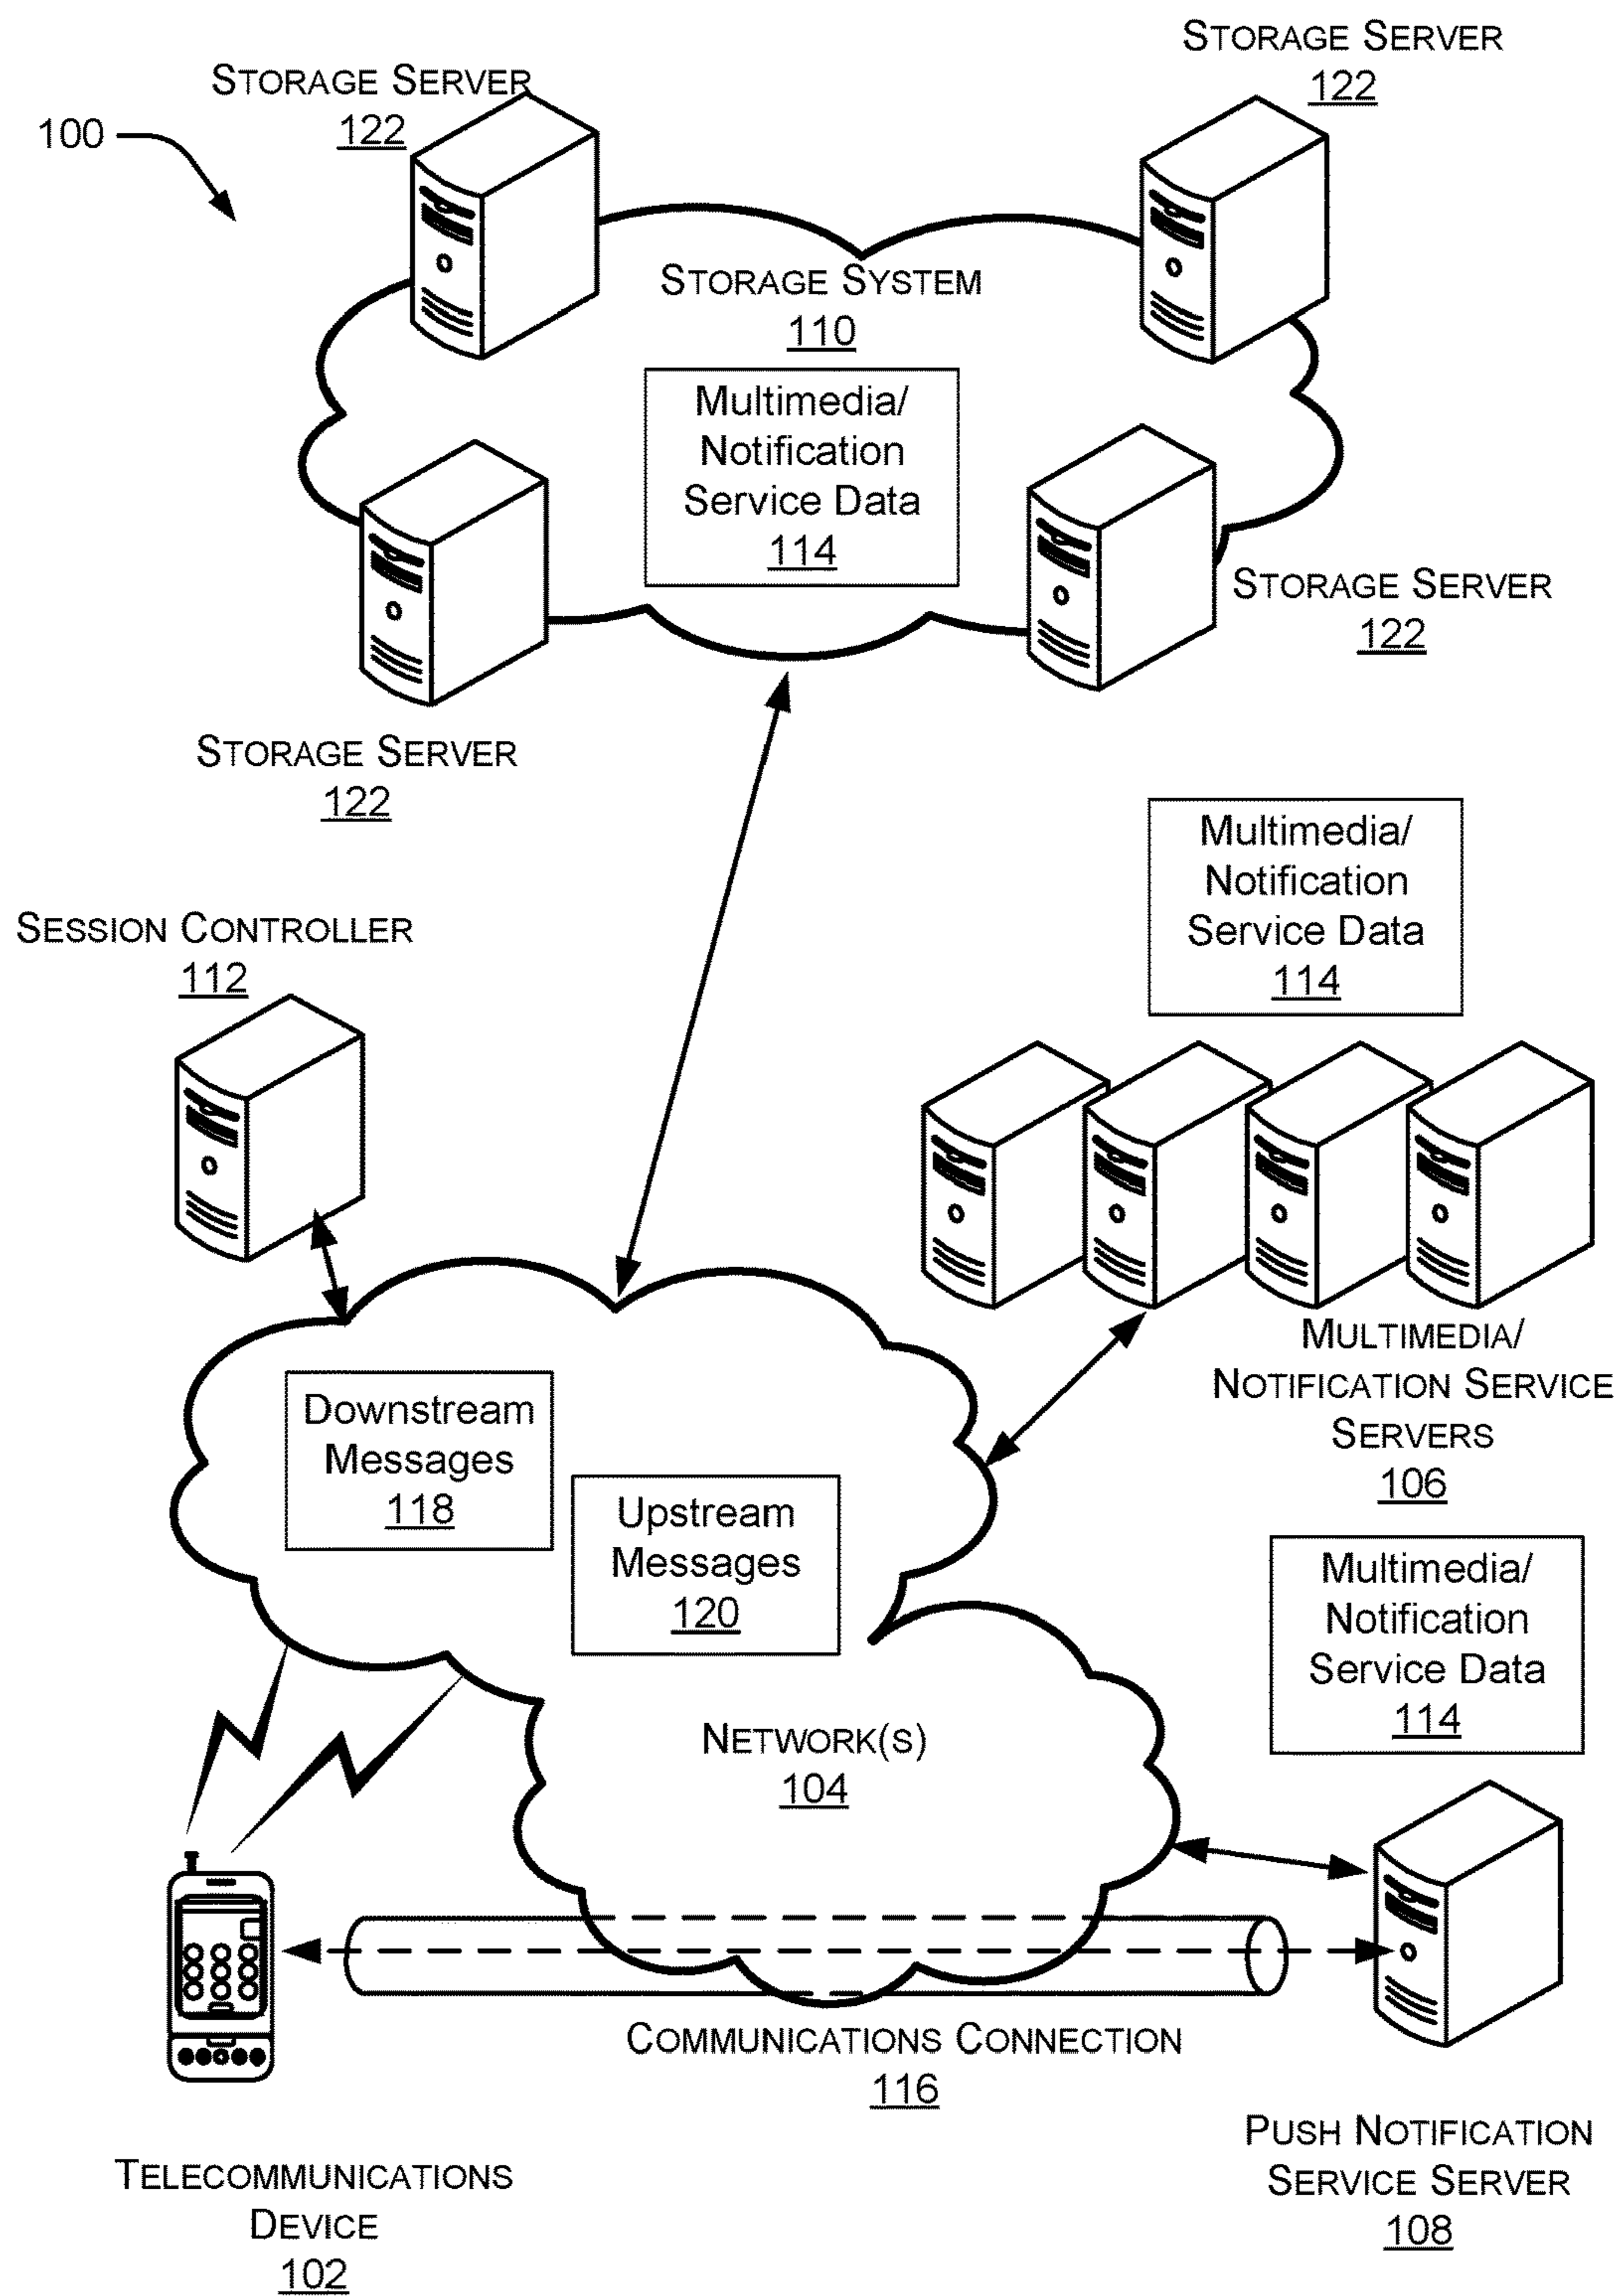 STORAGE SERVER
122
STORAGE SERVER
122
100
STORAGE SYSTEM
110
Multimedia/
Notification
Service Data
114
STORAGE SERVER
122
STORAGE SERVER
122
Multimedia/
Notification
Service Data
114
SESSION CONTROLLER
112
MULTIMEDIA/
NOTIFICATION SERVICE
SERVERS
106
Downstream
Messages
118
Upstream
Messages
120
Multimedia/
Notification
Service Data
114
NETWORK(S)
104
COMMUNICATIONS CONNECTION
116
PUSH NOTIFICATION
SERVICE SERVER
108
TELECOMMUNICATIONS
DEVICE
102